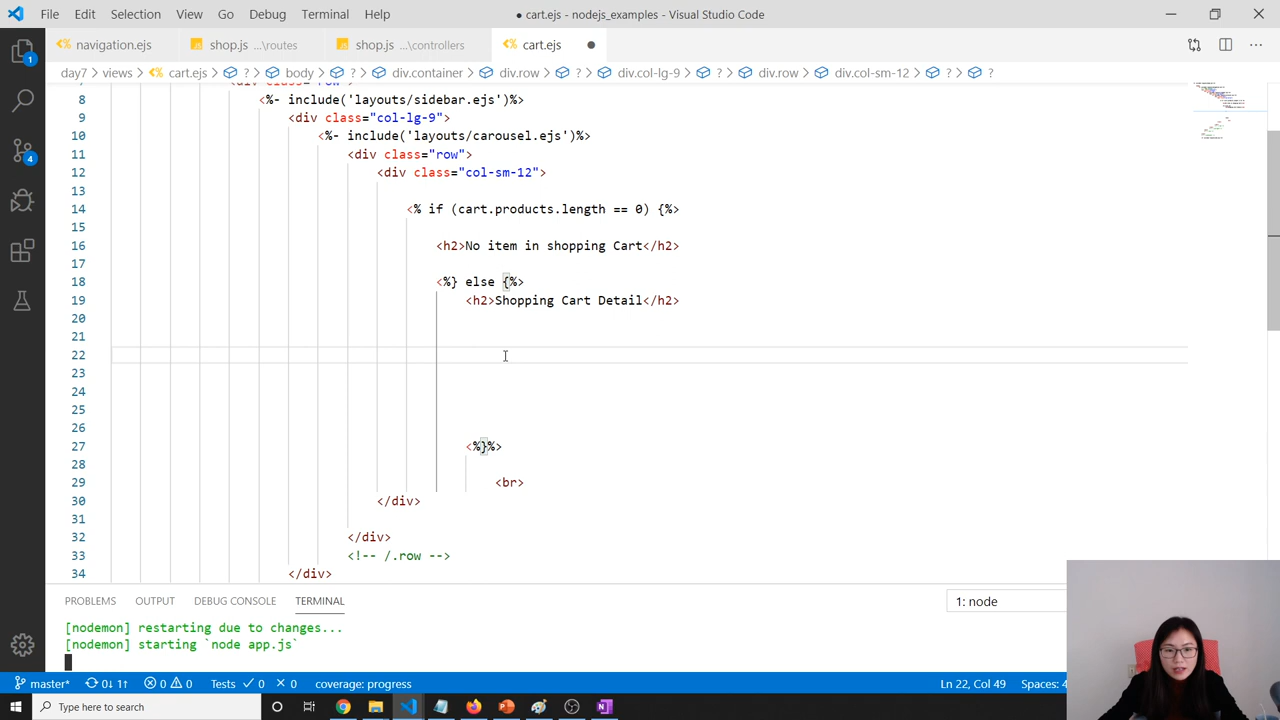 File Edit Selection View Go Debug Terminal Help
● cart.ejs - nodejs_examples - Visual Studio Code
navigation.ejs shop.js ...\routes shop.js ...\controllers cart.ejs ●
day7 > views > cart.ejs > ? > body > ? > div.container > div.row > ? > div.col-lg-9 > ? > div.row > div.col-sm-12 > ? > ?
8 <%- include('layouts/sidebar.ejs')%>
9 <div class="col-lg-9">
10 <%- include('layouts/carousel.ejs')%>
11 <div class="row">
12 <div class="col-sm-12">
13
14 <% if (cart.products.length == 0) {%>
15
16 <h2>No item in shopping Cart</h2>
17
18 <%} else {%>
19 <h2>Shopping Cart Detail</h2>
20
21
22
23
24
25
26
27 <%}%>
28
29 <br>
30 </div>
31
32 </div>
33 <!-- /.row -->
34 </div>
1
4
PROBLEMS OUTPUT DEBUG CONSOLE TERMINAL
1: node
[nodemon] restarting due to changes...
[nodemon] starting `node app.js`
master* 0↓ 1↑ 0 0 Tests ✓ 0 × 0 coverage: progress
Ln 22, Col 49 Spaces: 4
Type here to search